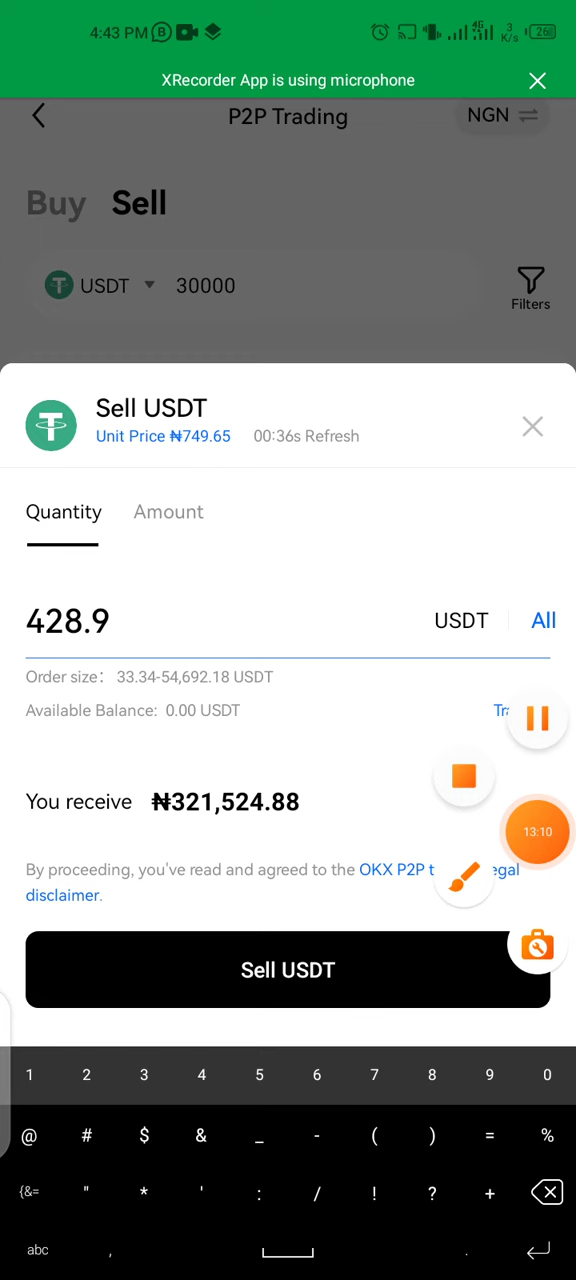 4:43 PM B 4G 3 K/s 26
XRecorder App is using microphone
P2P Trading NGN
Buy Sell
USDT 30000
Filters
Sell USDT
Unit Price ₦749.65 00:36s Refresh
Quantity Amount
428.9 USDT All
Order size: 33.34-54,692.18 USDT
Available Balance: 0.00 USDT
You receive ₦321,524.88
13:10
By proceeding, you've read and agreed to the OKX P2P t egal
disclaimer.
Sell USDT
1 2 3 4 5 6 7 8 9 0
@ # $ & _ - ( ) = %
{&= " * ' : / ! ? +
abc , .